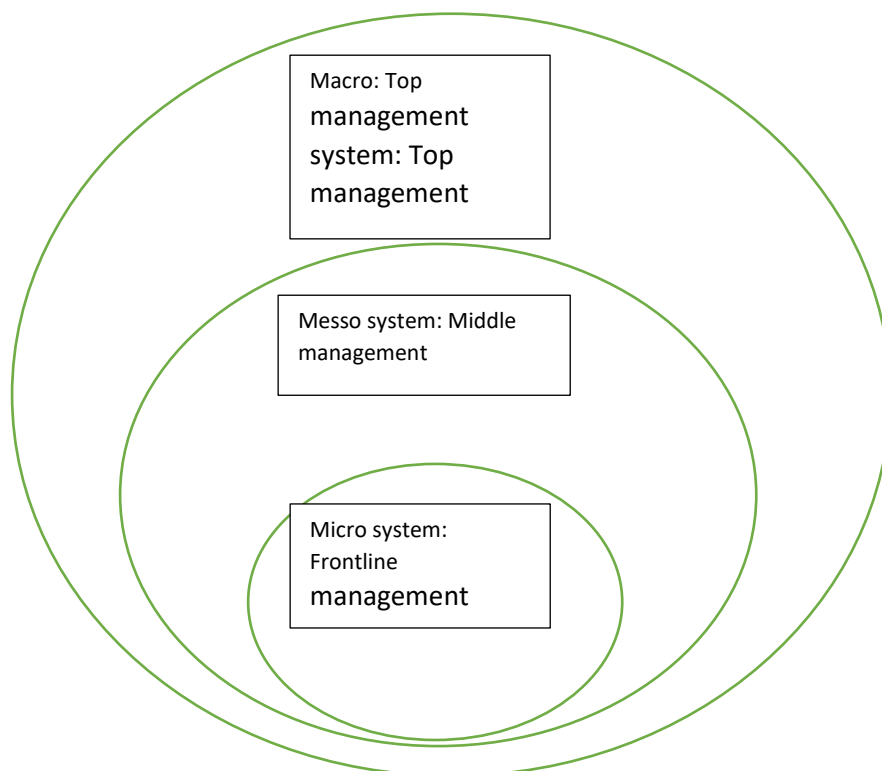 Macro: Top
management
system: Top
management
Messo system: Middle
management
Micro system:
Frontline
management